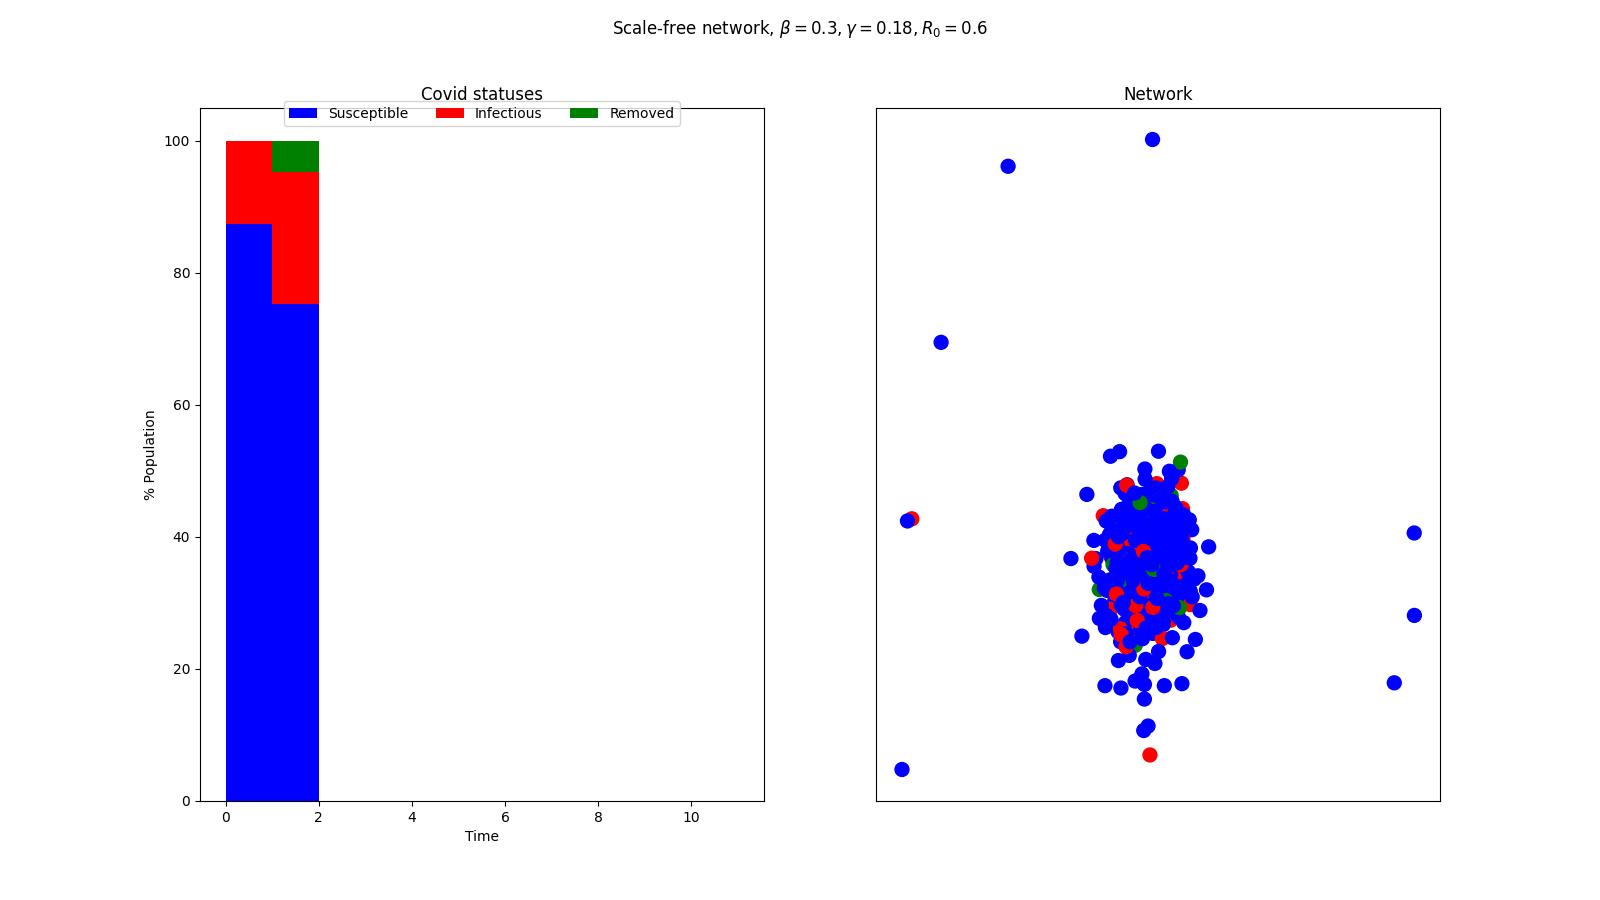 Scale-free network, β = 0.3, γ = 0.18, R₀ = 0.6
Covid statuses
Susceptible Infectious Removed
100
80
60
40
20
0
% Population
0 2 4 6 8 10
Time
Network